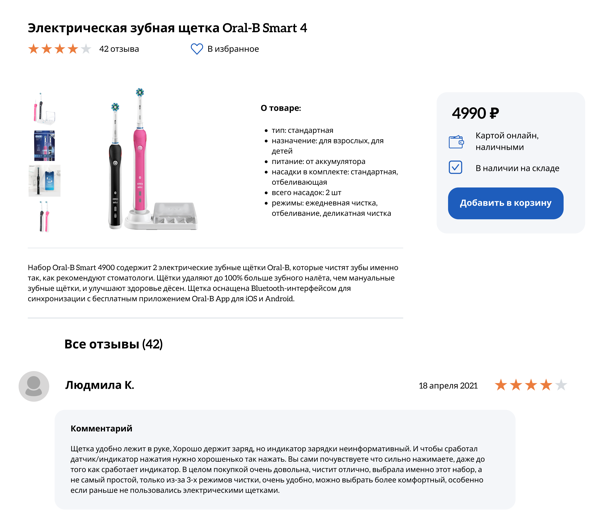 Электрическая зубная щетка Oral-B Smart 4
42 отзыва
В избранное
О товаре:
тип: стандартная
назначение: для взрослых, для
детей
питание: от аккумулятора
насадки в комплекте: стандартная,
отбеливающая
всего насадок: 2 шт
режимы: ежедневная чистка,
отбеливание, деликатная чистка
4990 ₽
Картой онлайн,
наличными
В наличии на складе
Добавить в корзину
Набор Oral-B Smart 4900 содержит 2 электрические зубные щётки Oral-B, которые чистят зубы именно
так, как рекомендуют стоматологи. Щётки удаляют до 100% больше зубного налёта, чем мануальные
зубные щётки, и улучшают здоровье дёсен. Щетка оснащена Bluetooth-интерфейсом для
синхронизации с бесплатным приложением Oral-B App для iOS и Android.
Все отзывы (42)
Людмила К.
18 апреля 2021
Комментарий
Щетка удобно лежит в руке, Хорошо держит заряд, но индикатор зарядки неинформативный. И чтобы сработал
датчик/индикатор нажатия нужно хорошенько так нажать. Вы сами почувствуете что сильно нажимаете, даже до
того как сработает индикатор. В целом покупкой очень довольна, чистит отлично, выбрала именно этот набор, а
не самый простой, только из-за 3-х режимов чистки, очень удобно, можно выбрать более комфортный, особенно
если раньше не пользовались электрическими щетками.